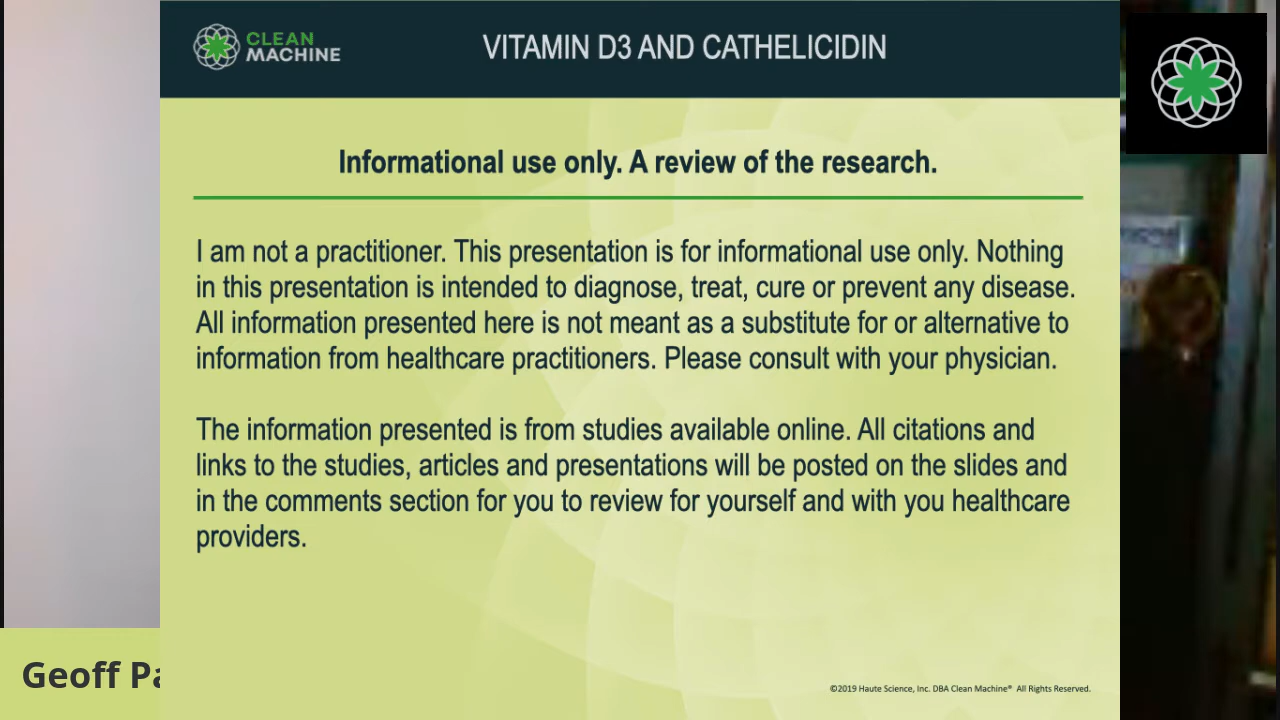 CLEAN
MACHINE
VITAMIN D3 AND CATHELICIDIN
Informational use only. A review of the research.
I am not a practitioner. This presentation is for informational use only. Nothing
in this presentation is intended to diagnose, treat, cure or prevent any disease.
All information presented here is not meant as a substitute for or alternative to
information from healthcare practitioners. Please consult with your physician.
The information presented is from studies available online. All citations and
links to the studies, articles and presentations will be posted on the slides and
in the comments section for you to review for yourself and with you healthcare
providers.
Geoff Pa
©2019 Haute Science, Inc. DBA Clean Machine® All Rights Reserved.